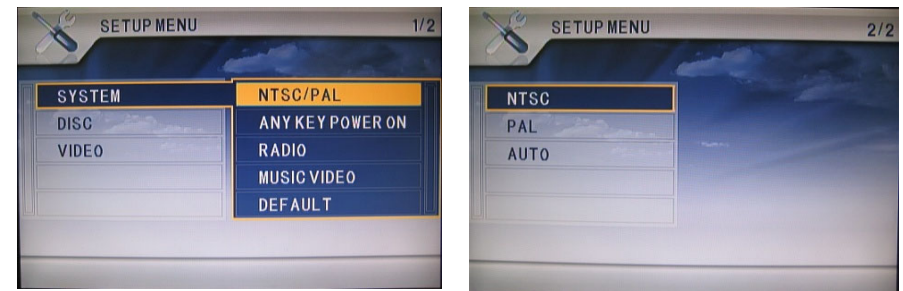 SETUP MENU 1/2
SYSTEM
DISC
VIDEO
NTSC/PAL
ANY KEY POWER ON
RADIO
MUSIC VIDEO
DEFAULT
SETUP MENU 2/2
NTSC
PAL
AUTO